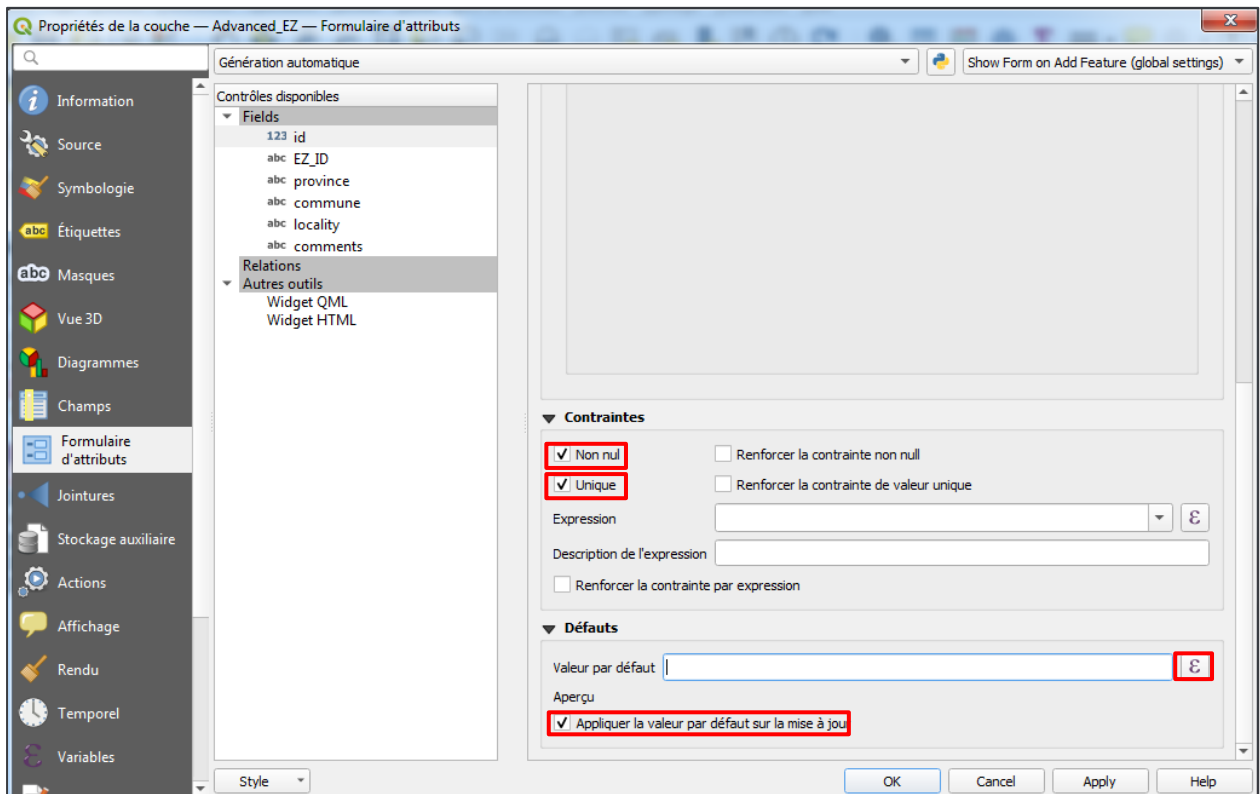 Propriétés de la couche — Advanced_EZ — Formulaire d'attributs
Génération automatique
Show Form on Add Feature (global settings)
Information
Source
Symbologie
abc Étiquettes
abc Masques
Vue 3D
Diagrammes
Champs
Formulaire
d'attributs
Jointures
Stockage auxiliaire
Actions
Affichage
Rendu
Temporel
Variables
Contrôles disponibles
Fields
123 id
abc EZ_ID
abc province
abc commune
abc locality
abc comments
Relations
Autres outils
Widget QML
Widget HTML
Contraintes
Non nul
Renforcer la contrainte non null
Unique
Renforcer la contrainte de valeur unique
Expression
ε
Description de l'expression
Renforcer la contrainte par expression
Défauts
Valeur par défaut
ε
Aperçu
Appliquer la valeur par défaut sur la mise à jou
Style
OK
Cancel
Apply
Help